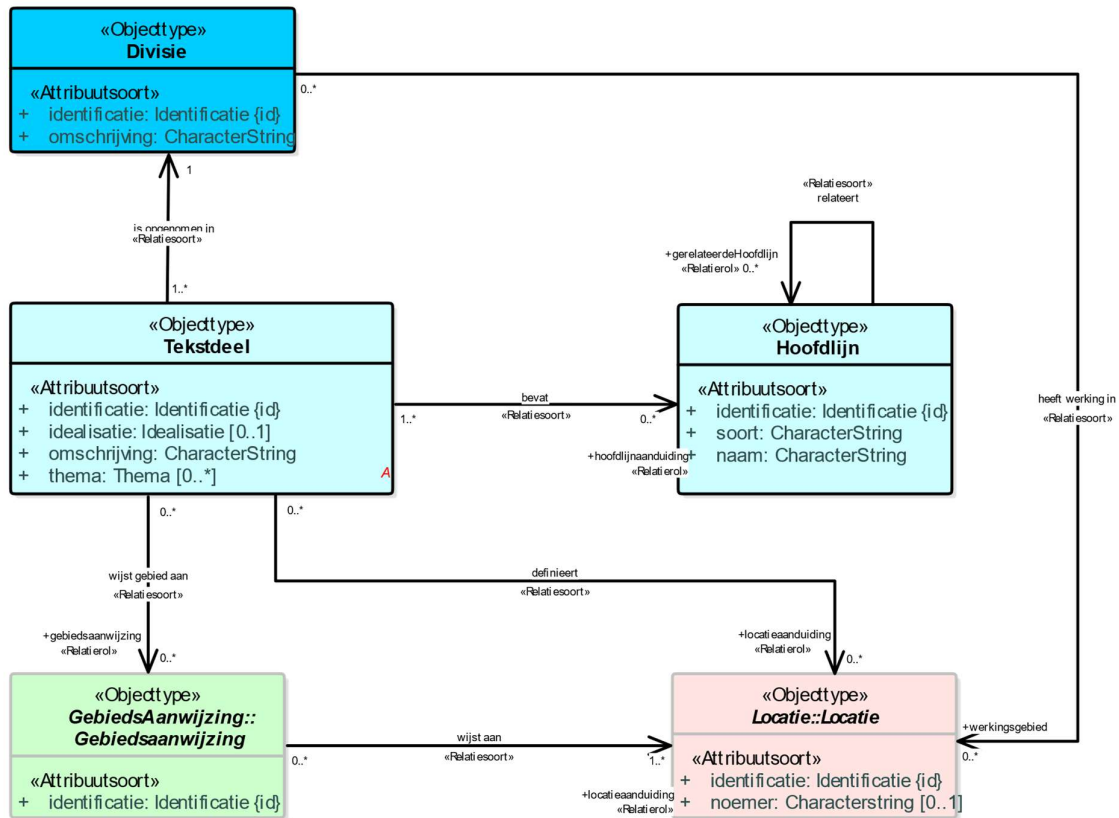 «Objecttype»
Divisie
«Attribuutsoort»
+ identificatie: Identificatie {id}
+ omschrijving: CharacterString
0..*
1
is opgenomen in
«Relatiesoort»
1..*
«Relatiesoort»
relateert
+gerelateerdeHoofdlijn
«Relatierol» 0..*
«Objecttype»
Tekstdeel
«Attribuutsoort»
+ identificatie: Identificatie {id}
+ idealisatie: Idealisatie [0..1]
+ omschrijving: CharacterString
+ thema: Thema [0..*]
A
bevat
1..*
«Relatiesoort»
0..*
+hoofdlijnaanduiding
«Relatierol»
«Objecttype»
Hoofdlijn
«Attribuutsoort»
+ identificatie: Identificatie {id}
+ soort: CharacterString
+ naam: CharacterString
heeft werking in
«Relatiesoort»
0..*
0..*
wijst gebied aan
«Relatiesoort»
definieert
«Relatiesoort»
+gebiedsaanwijzing
«Relatierol»
0..*
+locatieaanduiding
«Relatierol»
0..*
«Objecttype»
GebiedsAanwijzing::
Gebiedsaanwijzing
«Attribuutsoort»
+ identificatie: Identificatie {id}
wijst aan
0..*
«Relatiesoort»
1..*
+locatieaanduiding
«Relatierol»
«Objecttype»
Locatie::Locatie
«Attribuutsoort»
+ identificatie: Identificatie {id}
+ noemer: Characterstring [0..1]
+werkingsgebied
0..*